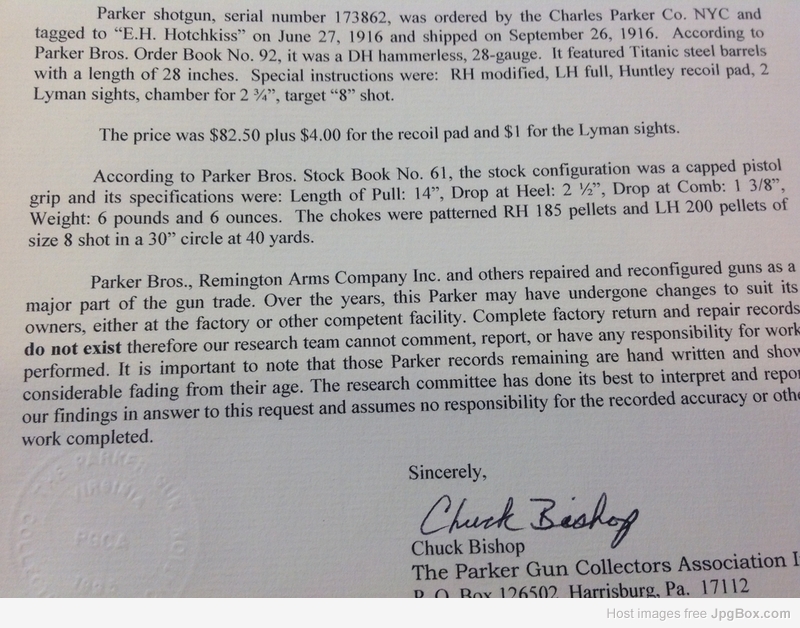 Parker shotgun, serial number 173862, was ordered by the Charles Parker Co. NYC and
tagged to “E.H. Hotchkiss” on June 27, 1916 and shipped on September 26, 1916. According to
Parker Bros. Order Book No. 92, it was a DH hammerless, 28-gauge. It featured Titanic steel barrels
with a length of 28 inches. Special instructions were: RH modified, LH full, Huntley recoil pad, 2
Lyman sights, chamber for 2 ¾”, target “8” shot.
The price was $82.50 plus $4.00 for the recoil pad and $1 for the Lyman sights.
According to Parker Bros. Stock Book No. 61, the stock configuration was a capped pistol
grip and its specifications were: Length of Pull: 14”, Drop at Heel: 2 ½”, Drop at Comb: 1 3/8”,
Weight: 6 pounds and 6 ounces. The chokes were patterned RH 185 pellets and LH 200 pellets of
size 8 shot in a 30” circle at 40 yards.
Parker Bros., Remington Arms Company Inc. and others repaired and reconfigured guns as a
major part of the gun trade. Over the years, this Parker may have undergone changes to suit its
owners, either at the factory or other competent facility. Complete factory return and repair records
do not exist therefore our research team cannot comment, report, or have any responsibility for work
performed. It is important to note that those Parker records remaining are hand written and show
considerable fading from their age. The research committee has done its best to interpret and repor
our findings in answer to this request and assumes no responsibility for the recorded accuracy or othe
work completed.
Sincerely,
Chuck Bishop
Chuck Bishop
The Parker Gun Collectors Association I
P. O. Box 126502, Harrisburg, Pa. 17112
THE PARKER GUN COLLECTORS
VIRGINIA
PGCA
Host images free JpgBox.com